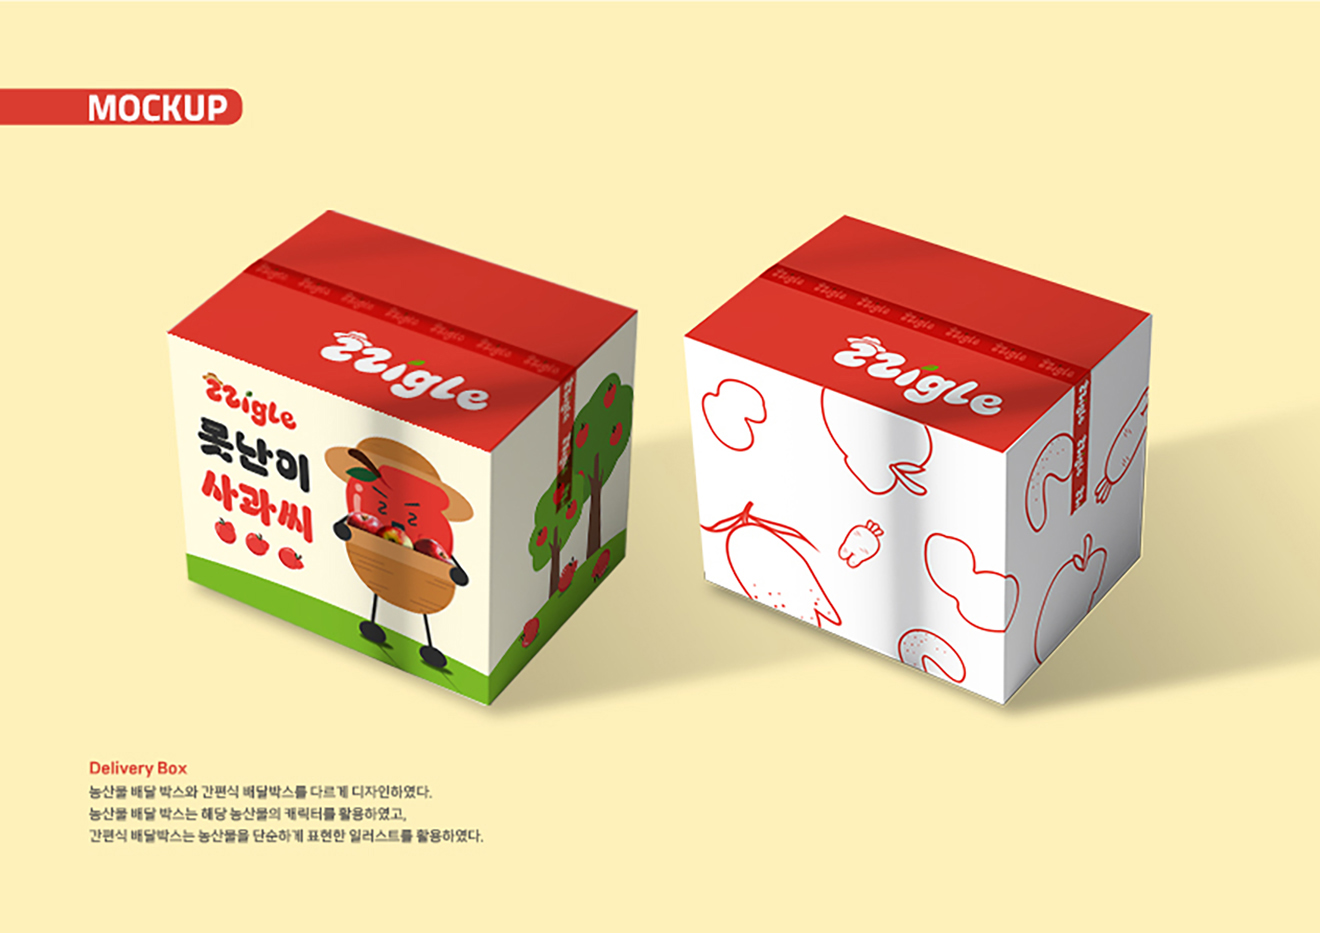 MOCKUP
ZZigle
ZZigle
못난이
사과씨
ZZigle
Delivery Box
농산물 배달 박스와 간편식 배달박스를 다르게 디자인하였다.
농산물 배달 박스는 해당 농산물의 캐릭터를 활용하였고,
간편식 배달박스는 농산물을 단순하게 표현한 일러스트를 활용하였다.